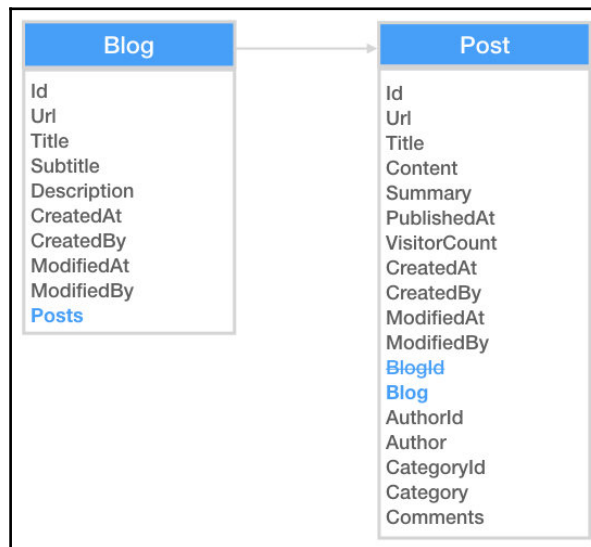 Blog
Id
Url
Title
Subtitle
Description
CreatedAt
CreatedBy
ModifiedAt
ModifiedBy
Posts
Post
Id
Url
Title
Content
Summary
PublishedAt
VisitorCount
CreatedAt
CreatedBy
ModifiedAt
ModifiedBy
BlogId
Blog
AuthorId
Author
CategoryId
Category
Comments